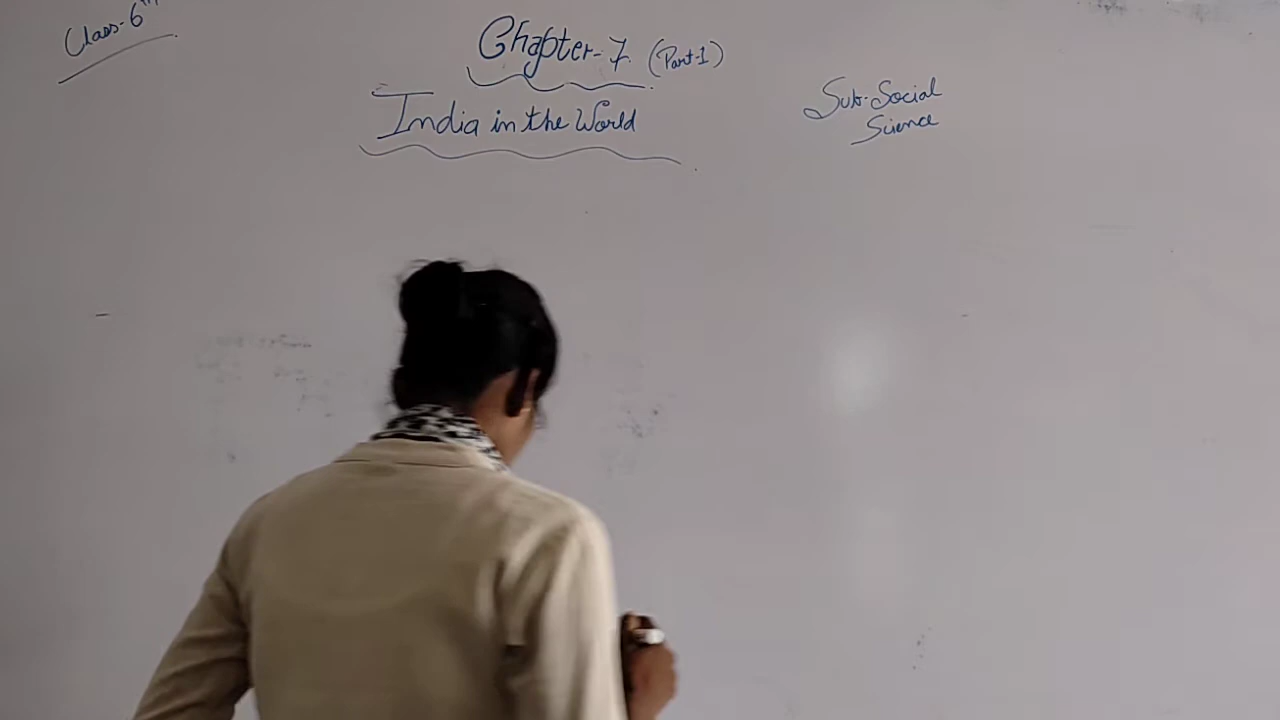 Class-6th
Chapter-7 (Part-1)
India in the World
Sub-Social
Science